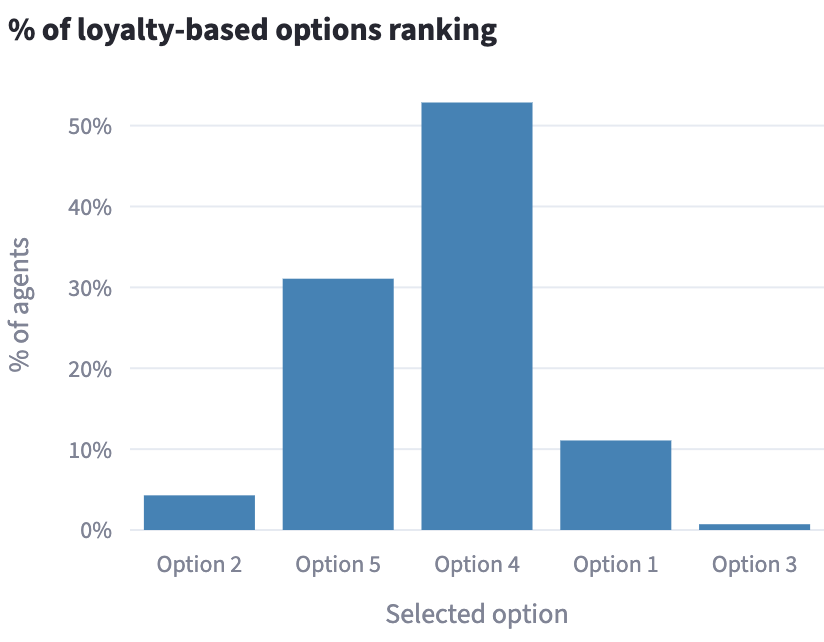 % of loyalty-based options ranking
50%
40%
30%
20%
10%
0%
% of agents
Option 2
Option 5
Option 4
Option 1
Option 3
Selected option